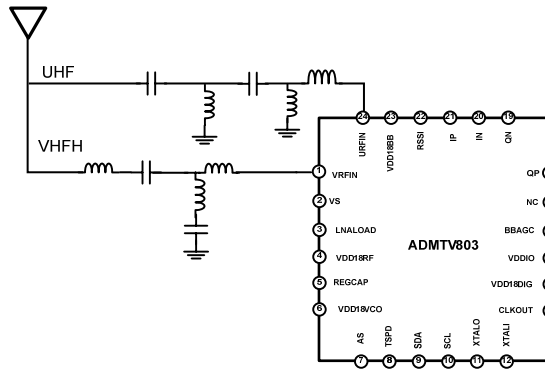 UHF
VHFH
24
23
22
21
20
19
URFIN
VDD18BB
RSSI
IP
IN
QN
1
VRFIN
2
VS
3
LNALOAD
4
VDD18RF
5
REGCAP
6
VDD18VCO
ADMTV803
QP
NC
BBAGC
VDDIO
VDD18DIG
CLKOUT
AS
TSPD
SDA
SCL
XTALO
XTALI
7
8
9
10
11
12